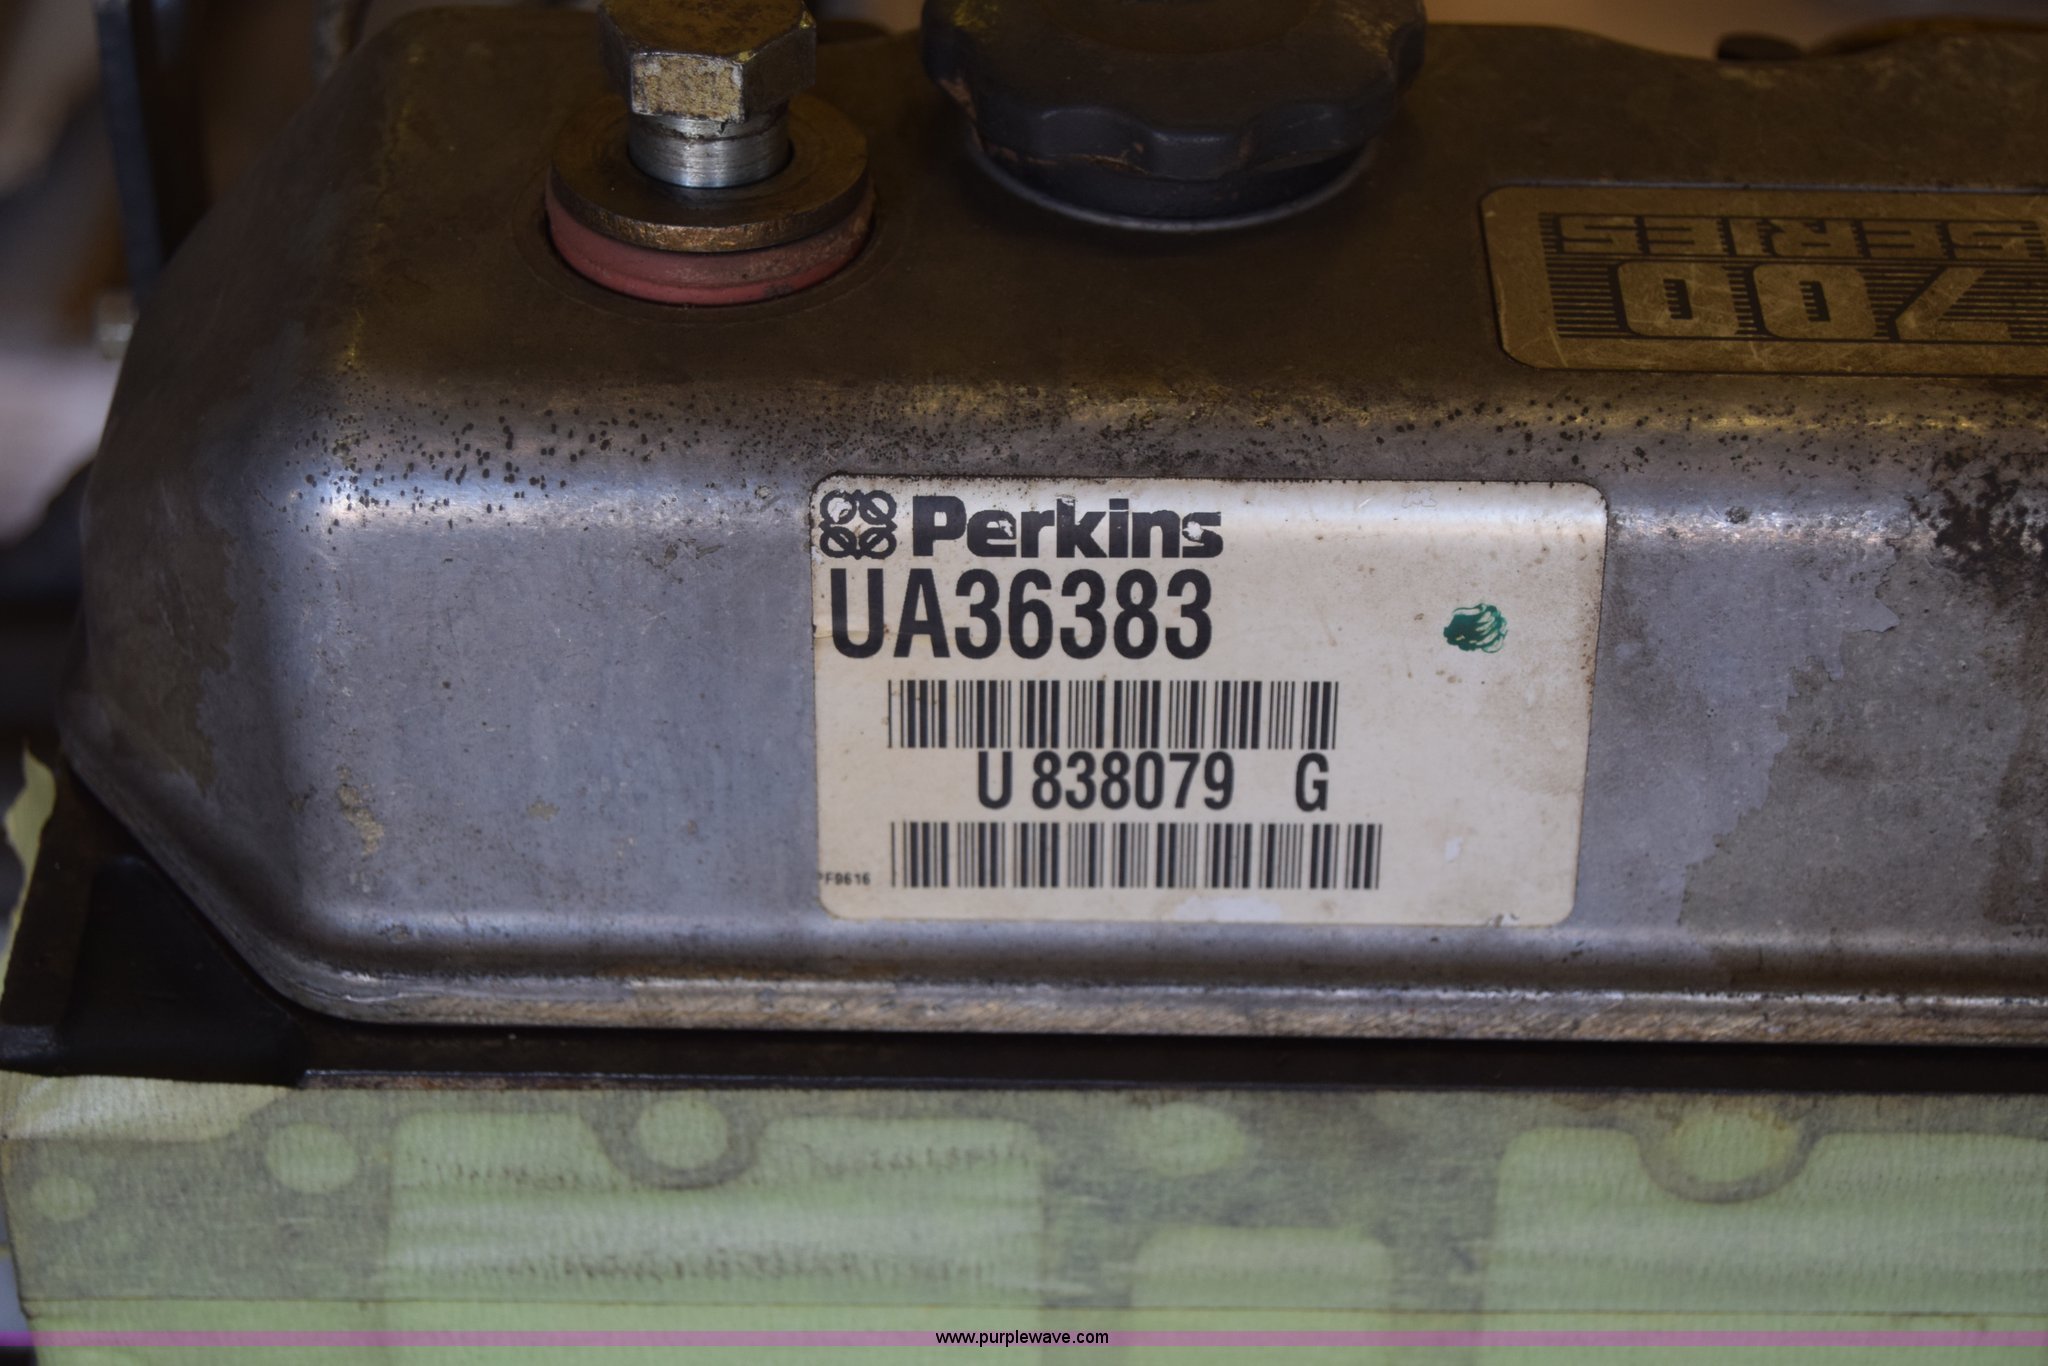 700
SERIES
Perkins
UA36383
U 838079 G
PF0616
www.purplewave.com